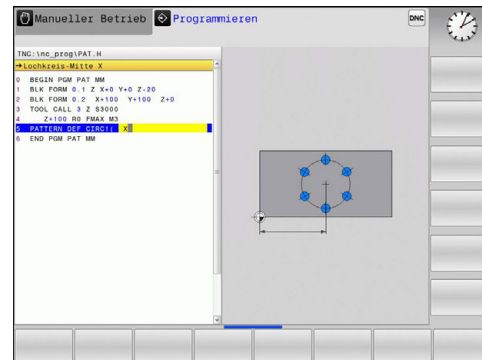 Manueller Betrieb
Programmieren
DNC
TNC:\nc_prog\PAT.H
→Lochkreis-Mitte X
0 BEGIN PGM PAT MM
1 BLK FORM 0.1 Z X+0 Y+0 Z-20
2 BLK FORM 0.2 X+100 Y+100 Z+0
3 TOOL CALL 3 Z S3000
4 Z+100 R0 FMAX M3
5 PATTERN DEF CIRC1( X
6 END PGM PAT MM